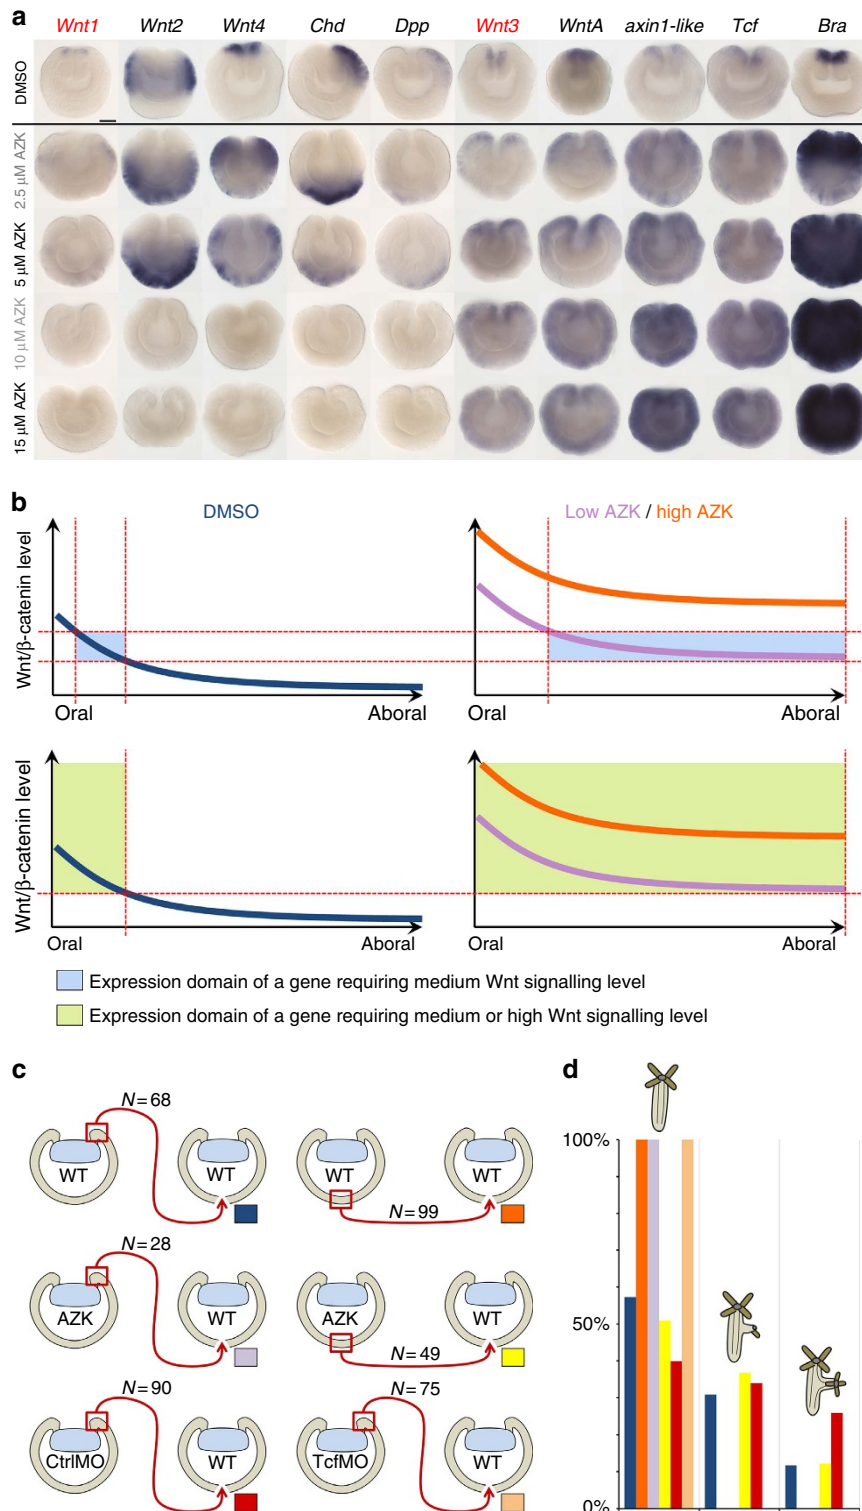 a
Wnt1 Wnt2 Wnt4 Chd Dpp Wnt3 WntA axin1-like Tcf Bra
DMSO
2.5 μM AZK
5 μM AZK
10 μM AZK
15 μM AZK
b
DMSO
Low AZK / high AZK
Wnt/β-catenin level
Oral Aboral
Oral Aboral
Wnt/β-catenin level
Oral Aboral
Oral Aboral
Expression domain of a gene requiring medium Wnt signalling level
Expression domain of a gene requiring medium or high Wnt signalling level
c
N=68
WT WT
WT WT
N=99
N=28
AZK WT
AZK WT
N=49
N=90
N=75
CtrlMO WT
TcfMO WT
d
100%
50%
0%